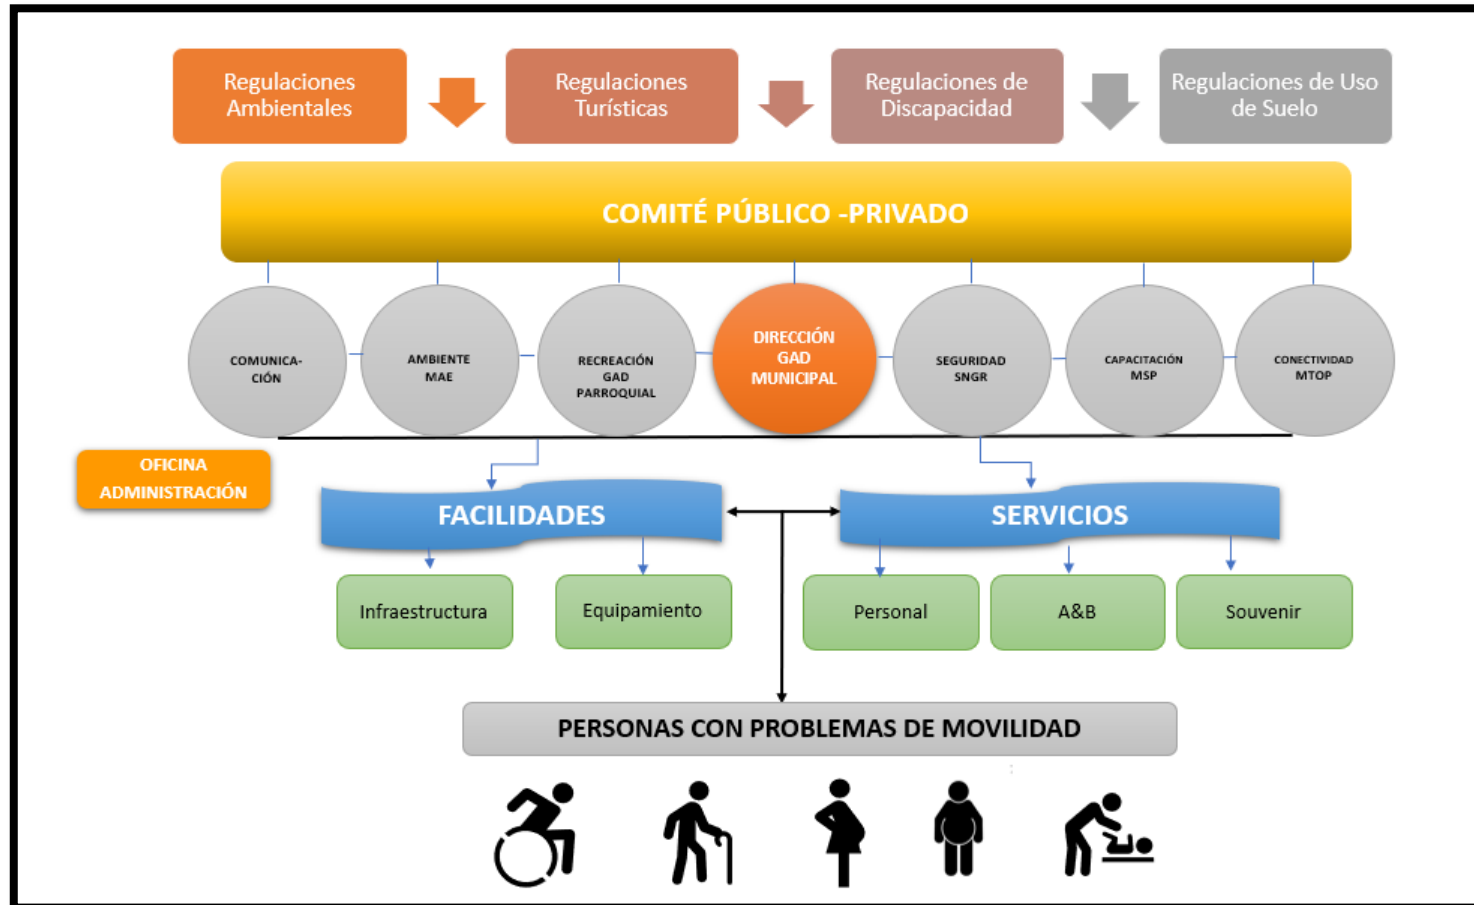 Regulaciones
Ambientales
Regulaciones
Turísticas
Regulaciones de
Discapacidad
Regulaciones de Uso
de Suelo
COMITÉ PÚBLICO -PRIVADO
COMUNICA-
CIÓN
AMBIENTE
MAE
RECREACIÓN
GAD
PARROQUIAL
DIRECCIÓN
GAD
MUNICIPAL
SEGURIDAD
SNGR
CAPACITACIÓN
MSP
CONECTIVIDAD
MTOP
OFICINA
ADMINISTRACIÓN
FACILIDADES
SERVICIOS
Infraestructura
Equipamiento
Personal
A&B
Souvenir
PERSONAS CON PROBLEMAS DE MOVILIDAD